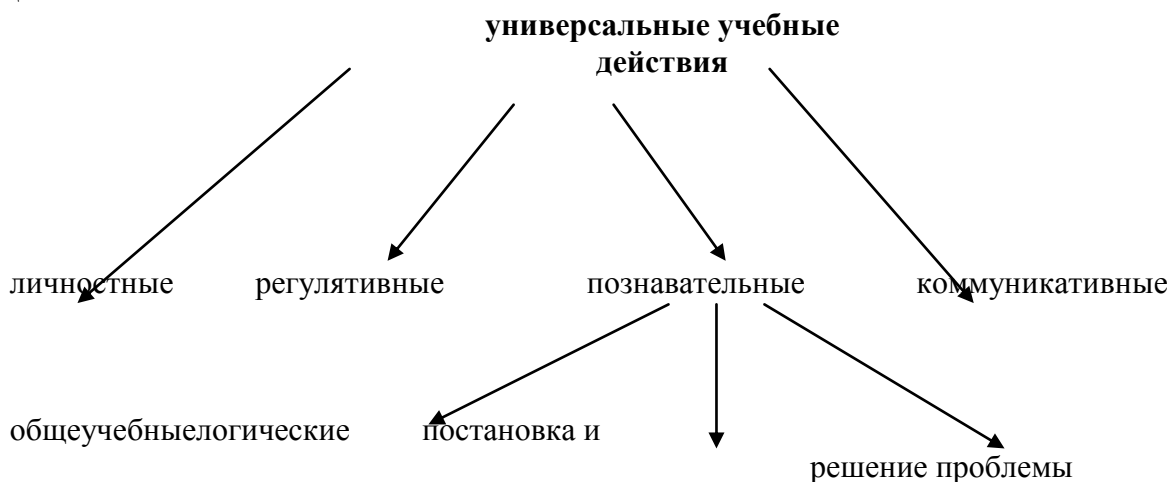 универсальные учебные
действия
личностные регулятивные познавательные коммуникативные
общеучебныелогические постановка и
решение проблемы